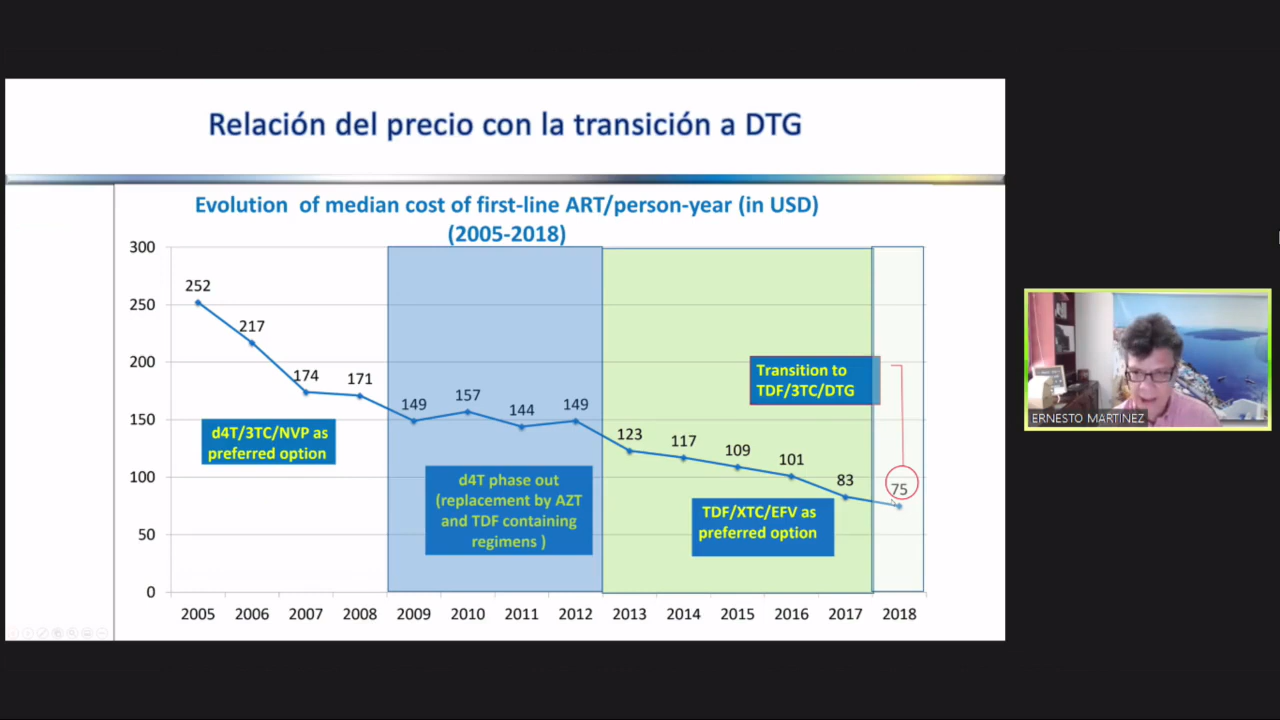 Relación del precio con la transición a DTG
Evolution of median cost of first-line ART/person-year (in USD)
(2005-2018)
300
250
200
150
100
50
0
252
217
174
171
149
157
144
149
123
117
109
101
83
75
d4T/3TC/NVP as
preferred option
d4T phase out
(replacement by AZT
and TDF containing
regimens )
Transition to
TDF/3TC/DTG
TDF/XTC/EFV as
preferred option
2005 2006 2007 2008 2009 2010 2011 2012 2013 2014 2015 2016 2017 2018
ERNESTO MARTINEZ